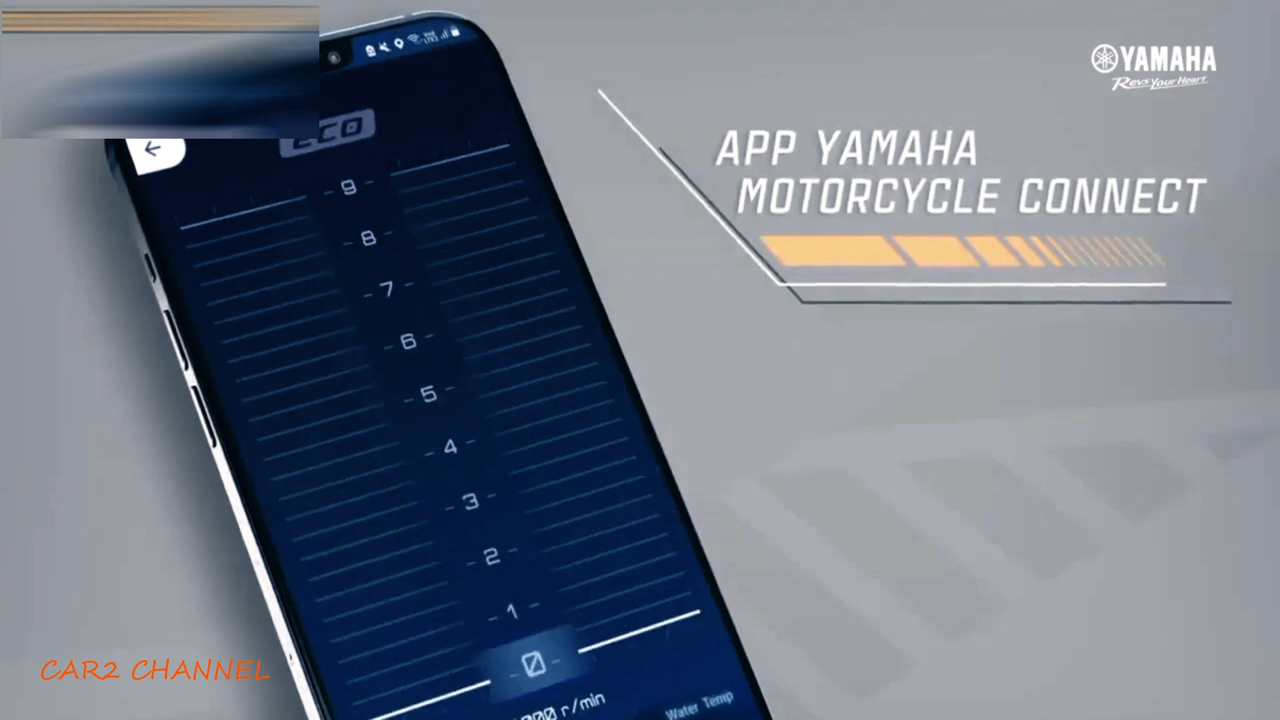 YAMAHA
Revs Your Heart
APP YAMAHA
MOTORCYCLE CONNECT
ECO
9
8
7
6
5
4
3
2
1
0
r/min
Water Temp
CAR2 CHANNEL